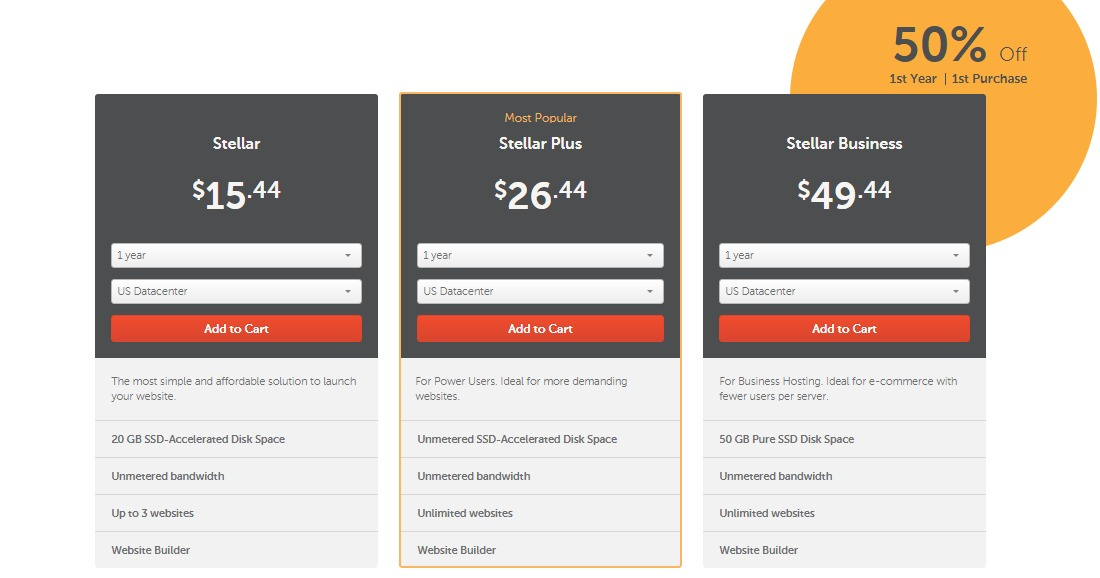 50% Off
1st Year | 1st Purchase
Stellar
$15.44
1 year
US Datacenter
Add to Cart
The most simple and affordable solution to launch
your website.
20 GB SSD-Accelerated Disk Space
Unmetered bandwidth
Up to 3 websites
Website Builder
Most Popular
Stellar Plus
$26.44
1 year
US Datacenter
Add to Cart
For Power Users. Ideal for more demanding
websites.
Unmetered SSD-Accelerated Disk Space
Unmetered bandwidth
Unlimited websites
Website Builder
Stellar Business
$49.44
1 year
US Datacenter
Add to Cart
For Business Hosting. Ideal for e-commerce with
fewer users per server.
50 GB Pure SSD Disk Space
Unmetered bandwidth
Unlimited websites
Website Builder